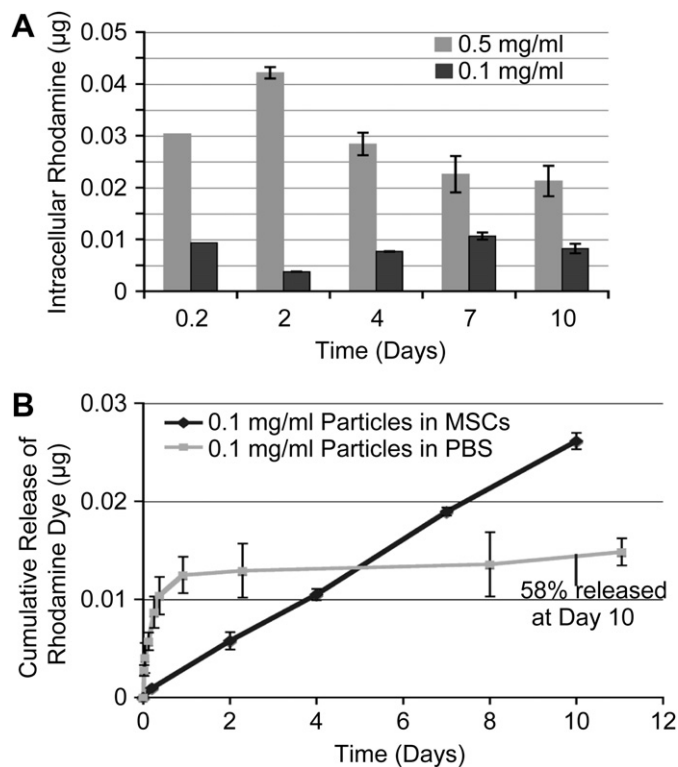 A
Intracellular Rhodamine (µg)
0.05
0.04
0.03
0.02
0.01
0
0.5 mg/ml
0.1 mg/ml
0.2 2 4 7 10
Time (Days)
B
Cumulative Release of
Rhodamine Dye (µg)
0.03
0.02
0.01
0
0.1 mg/ml Particles in MSCs
0.1 mg/ml Particles in PBS
58% released
at Day 10
0 2 4 6 8 10 12
Time (Days)